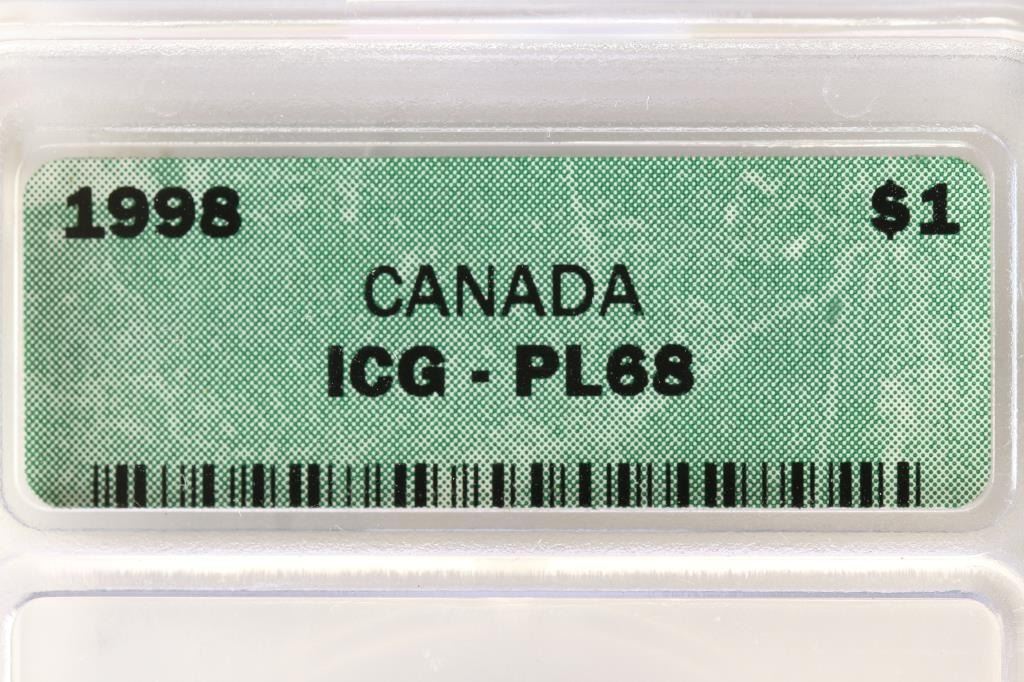 1998 $1
CANADA
ICG - PL68